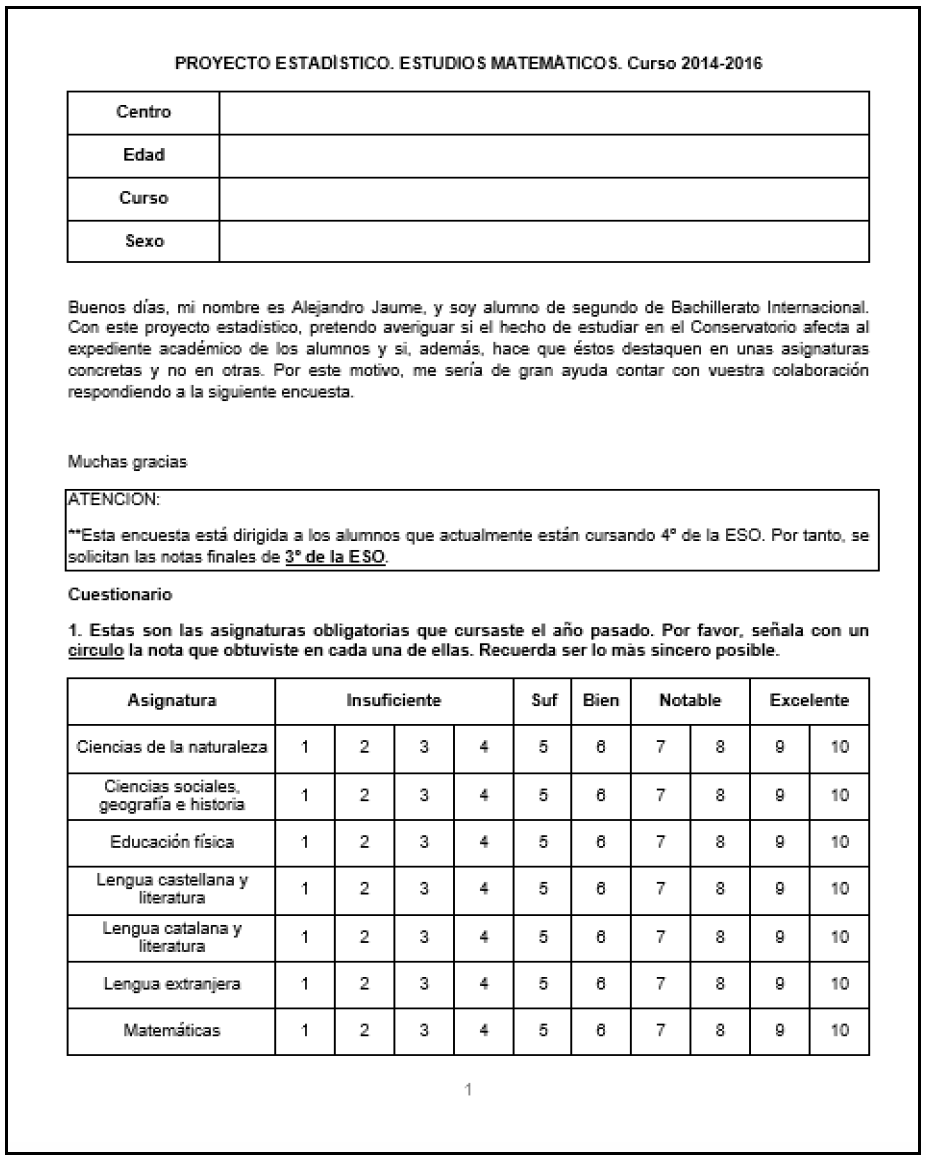 PROYECTO ESTADÍSTICO. ESTUDIOS MATEMÁTICOS. Curso 2014-2016
Centro
Edad
Curso
Sexo
Buenos días, mi nombre es Alejandro Jaume, y soy alumno de segundo de Bachillerato Internacional.
Con este proyecto estadístico, pretendo averiguar si el hecho de estudiar en el Conservatorio afecta al
expediente académico de los alumnos y si, además, hace que éstos destaquen en unas asignaturas
concretas y no en otras. Por este motivo, me sería de gran ayuda contar con vuestra colaboración
respondiendo a la siguiente encuesta.
Muchas gracias
ATENCION:
**Esta encuesta está dirigida a los alumnos que actualmente están cursando 4º de la ESO. Por tanto, se
solicitan las notas finales de 3º de la ESO.
Cuestionario
1. Estas son las asignaturas obligatorias que cursaste el año pasado. Por favor, señala con un
círculo la nota que obtuviste en cada una de ellas. Recuerda ser lo más sincero posible.
Asignatura Insuficiente Suf Bien Notable Excelente
Ciencias de la naturaleza 1 2 3 4 5 6 7 8 9 10
Ciencias sociales,
geografía e historia 1 2 3 4 5 6 7 8 9 10
Educación física 1 2 3 4 5 6 7 8 9 10
Lengua castellana y
literatura 1 2 3 4 5 6 7 8 9 10
Lengua catalana y
literatura 1 2 3 4 5 6 7 8 9 10
Lengua extranjera 1 2 3 4 5 6 7 8 9 10
Matemáticas 1 2 3 4 5 6 7 8 9 10
1